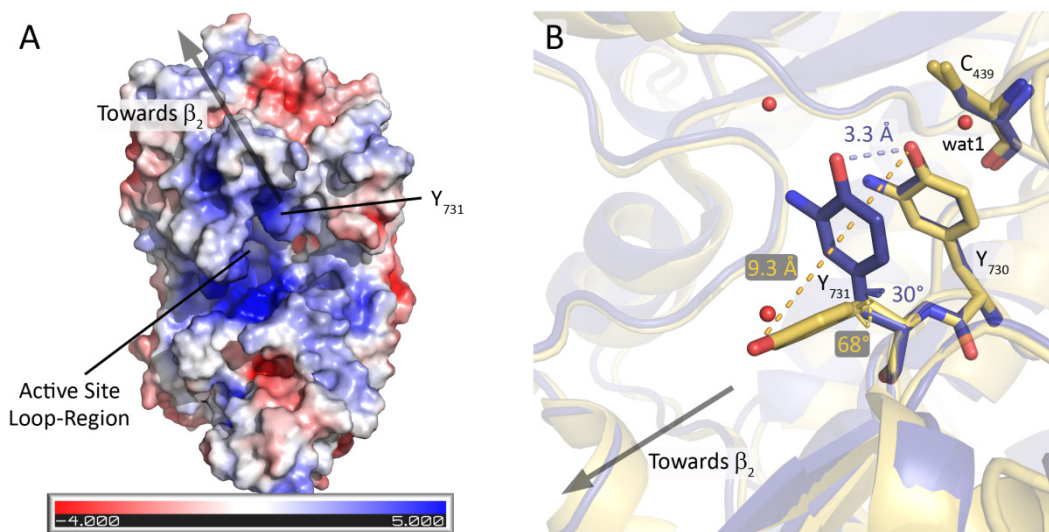 A
Towards β₂
Y₇₃₁
Active Site
Loop-Region
-4.000
5.000
B
C₄₃₉
wat1
3.3 Å
9.3 Å
Y₇₃₁
Y₇₃₀
30°
68°
Towards β₂